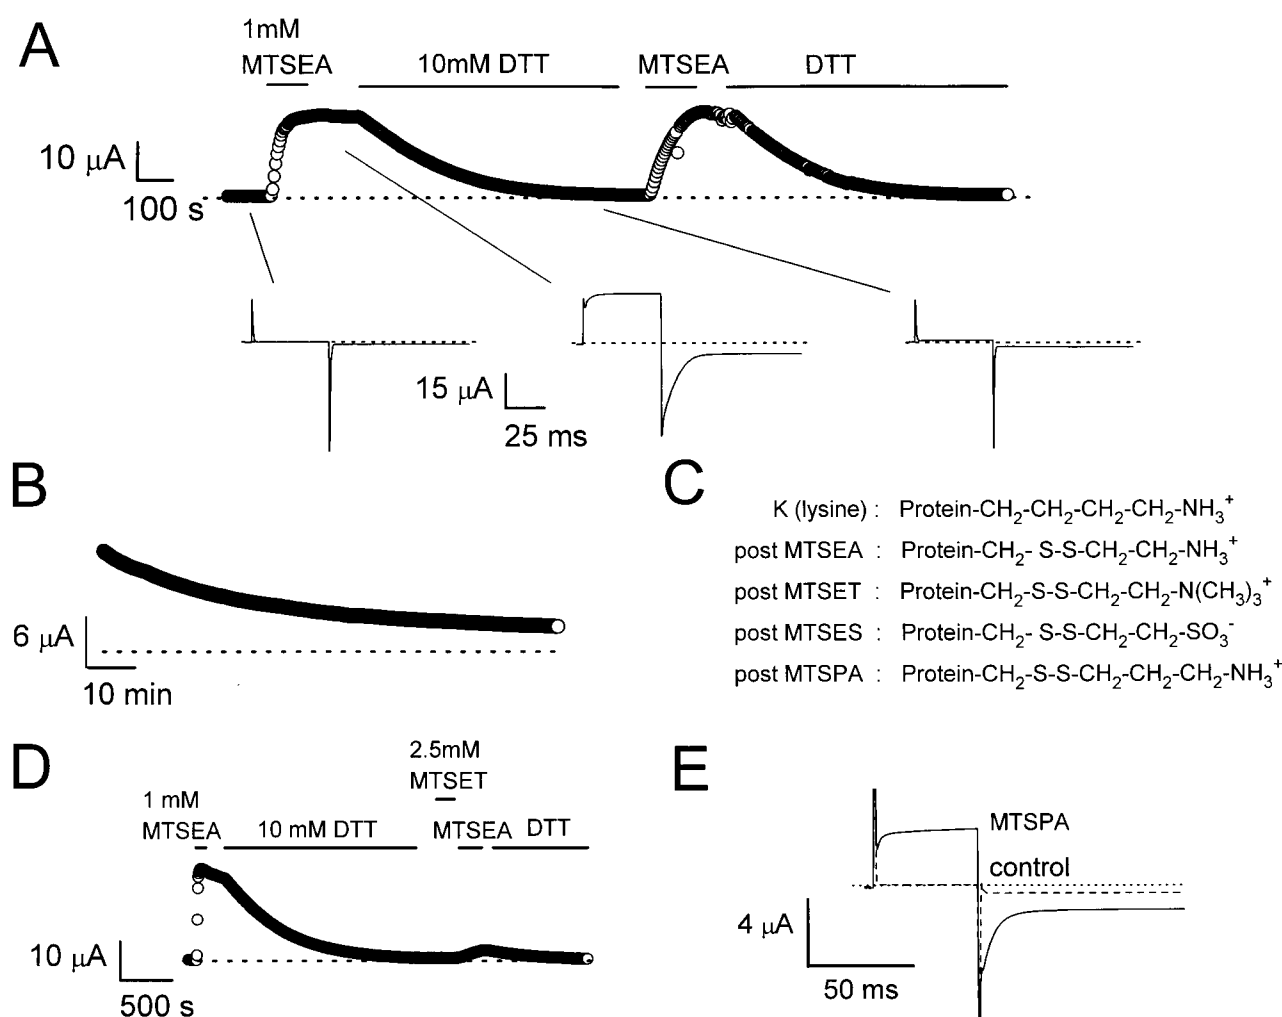 A
1mM
MTSEA
10mM DTT
MTSEA
DTT
10 μA
100 s
15 μA
25 ms
B
6 μA
10 min
C
K (lysine) : Protein-CH₂-CH₂-CH₂-CH₂-NH₃⁺
post MTSEA : Protein-CH₂- S-S-CH₂-CH₂-NH₃⁺
post MTSET : Protein-CH₂-S-S-CH₂-CH₂-N(CH₃)₃⁺
post MTSES : Protein-CH₂- S-S-CH₂-CH₂-SO₃⁻
post MTSPA : Protein-CH₂-S-S-CH₂-CH₂-CH₂-NH₃⁺
D
2.5mM
MTSET
1 mM
MTSEA
10 mM DTT
MTSEA
DTT
10 μA
500 s
E
MTSPA
control
4 μA
50 ms